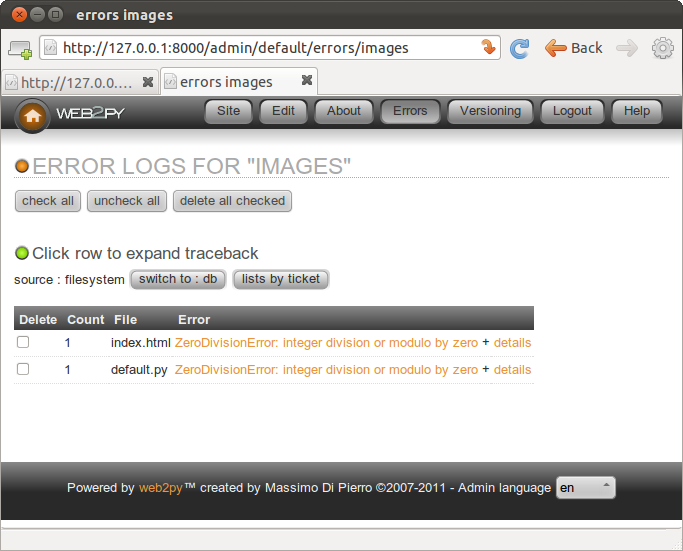 errors images
http://127.0.0.1:8000/admin/default/errors/images
Back
http://127.0.0....
errors images
WEB2PY
Site Edit About Errors Versioning Logout Help
ERROR LOGS FOR "IMAGES"
check all uncheck all delete all checked
Click row to expand traceback
source : filesystem switch to : db lists by ticket
Delete Count File Error
1 index.html ZeroDivisionError: integer division or modulo by zero + details
1 default.py ZeroDivisionError: integer division or modulo by zero + details
Powered by web2py™ created by Massimo Di Pierro ©2007-2011 - Admin language en